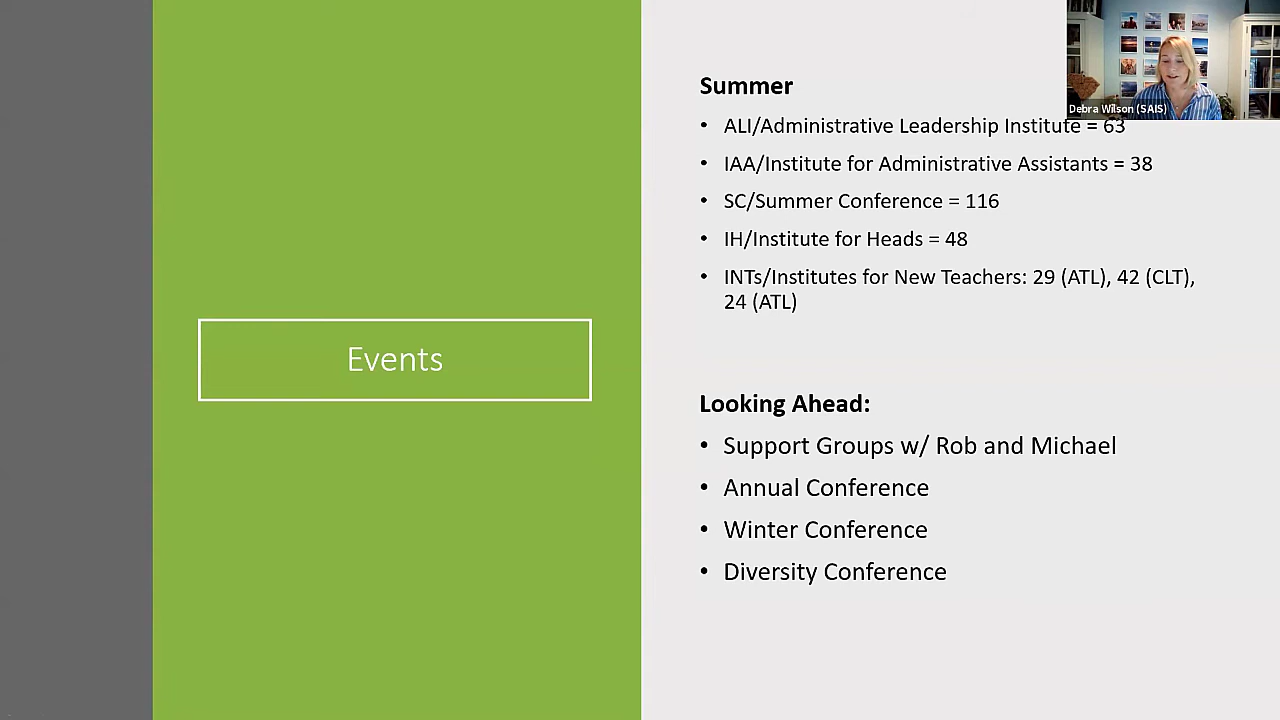 Events
Summer
• ALI/Administrative Leadership Institute = 63
• IAA/Institute for Administrative Assistants = 38
• SC/Summer Conference = 116
• IH/Institute for Heads = 48
• INTs/Institutes for New Teachers: 29 (ATL), 42 (CLT),
24 (ATL)
Looking Ahead:
• Support Groups w/ Rob and Michael
• Annual Conference
• Winter Conference
• Diversity Conference
Debra Wilson (SAIS)